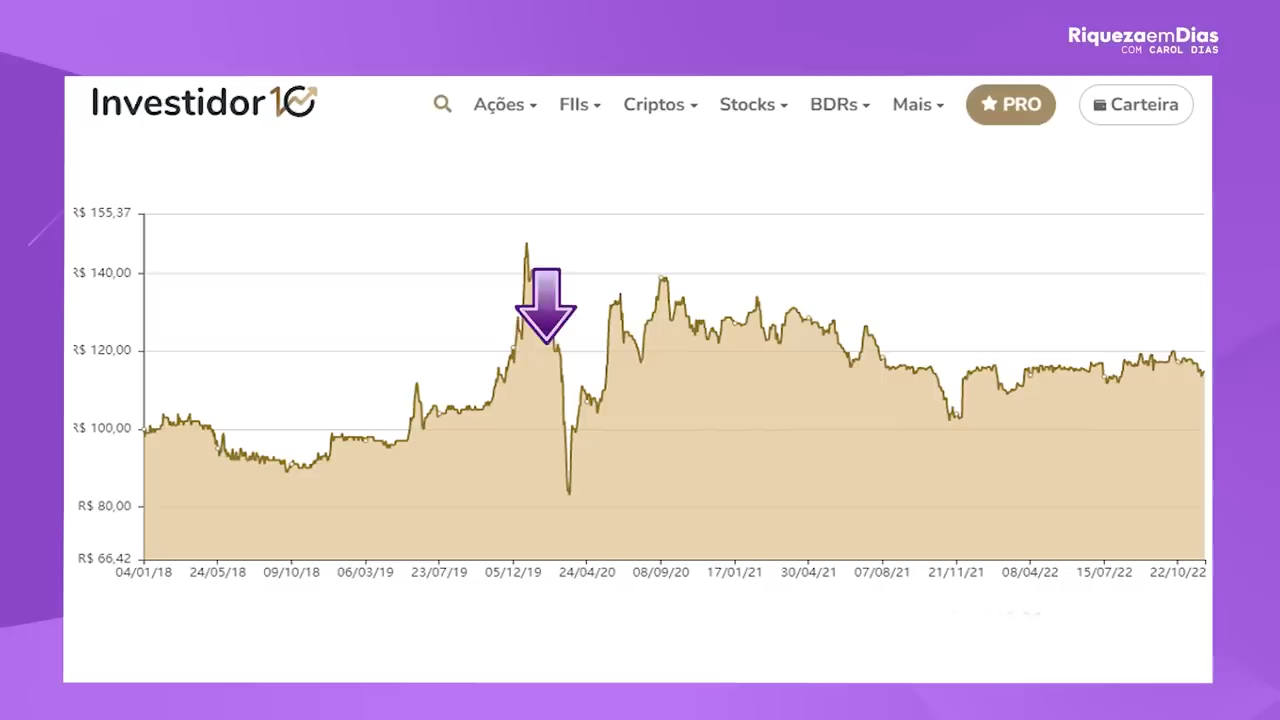 RiquezaemDias
COM CAROL DIAS
Investidor 10
Ações
FIIs
Criptos
Stocks
BDRs
Mais
PRO
Carteira
R$ 155,37
R$ 140,00
R$ 120,00
R$ 100,00
R$ 80,00
R$ 66,42
04/01/18 24/05/18 09/10/18 06/03/19 23/07/19 05/12/19 24/04/20 08/09/20 17/01/21 30/04/21 07/08/21 21/11/21 08/04/22 15/07/22 22/10/22